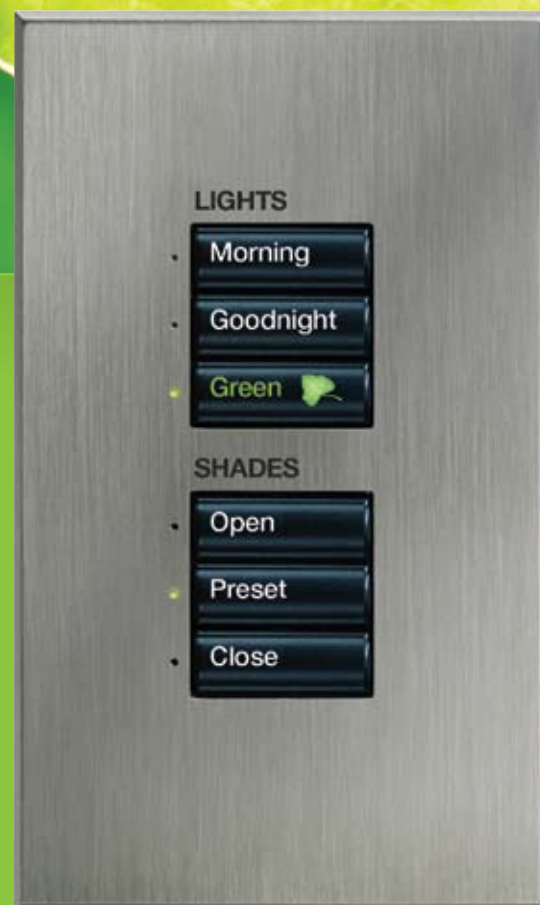 LIGHTS
Morning
Goodnight
Green
SHADES
Open
Preset
Close